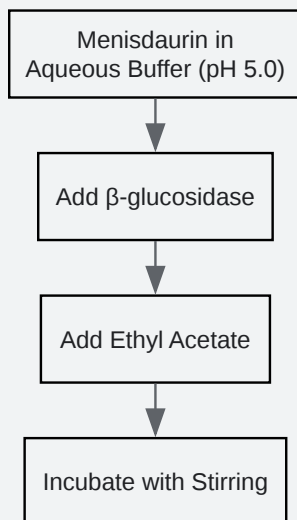 Menisdaurin in
Aqueous Buffer (pH 5.0)
Add β-glucosidase
Add Ethyl Acetate
Incubate with Stirring